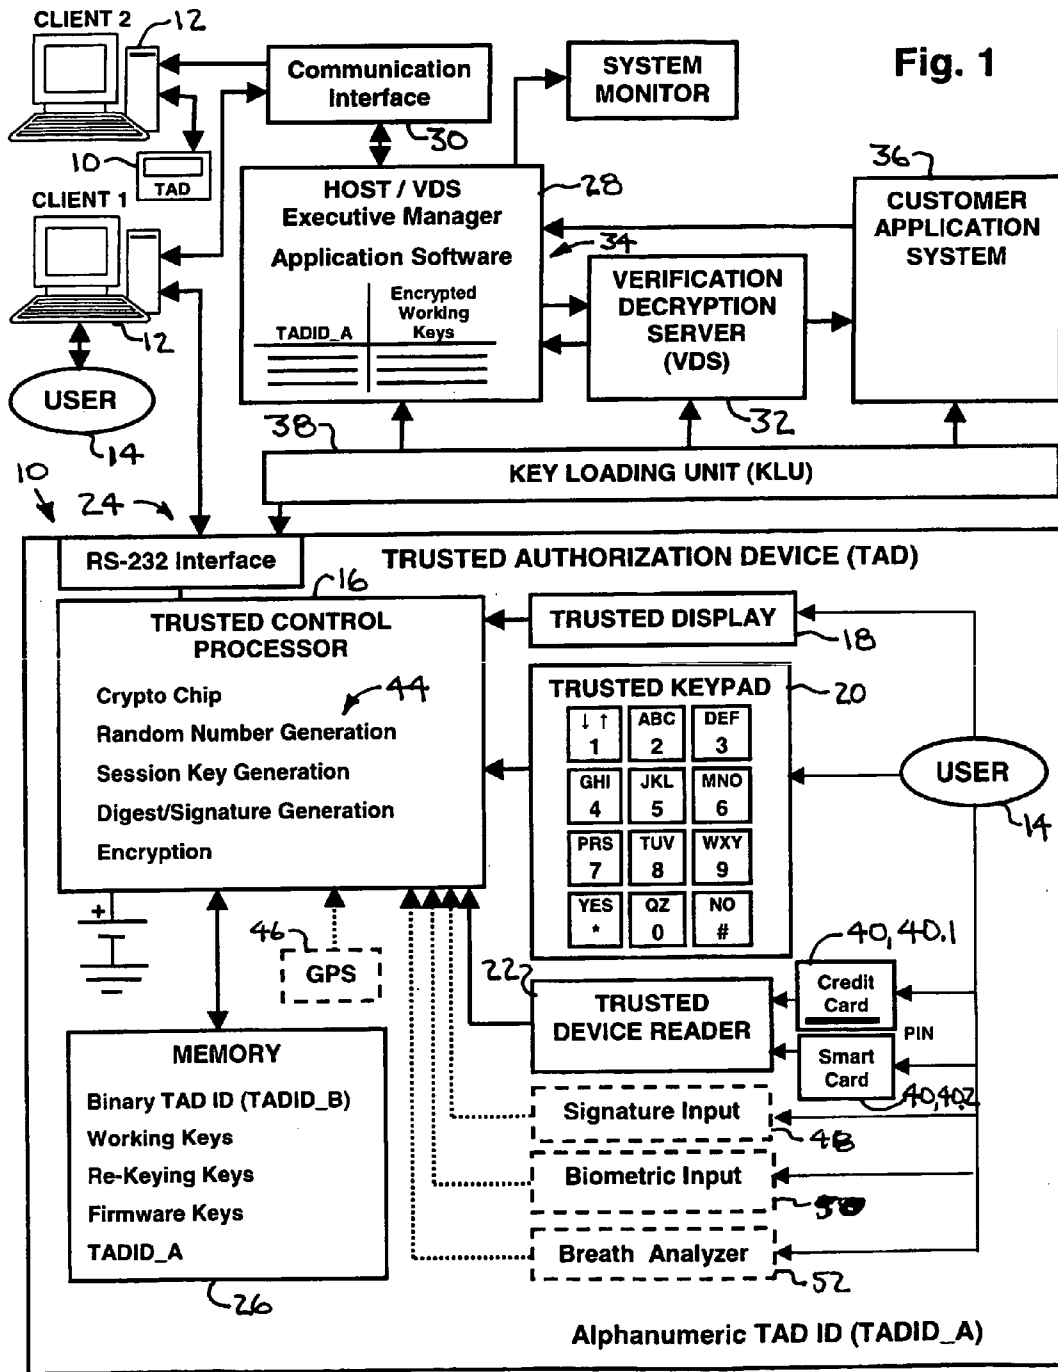 CLIENT 2
12
Communication
Interface
30
SYSTEM
MONITOR
Fig. 1
10
TAD
CLIENT 1
12
USER
14
HOST / VDS
Executive Manager
Application Software
TADID_A
Encrypted
Working
Keys
28
34
VERIFICATION
DECRYPTION
SERVER
(VDS)
32
36
CUSTOMER
APPLICATION
SYSTEM
38
KEY LOADING UNIT (KLU)
10
24
RS-232 Interface
TRUSTED AUTHORIZATION DEVICE (TAD)
16
TRUSTED CONTROL
PROCESSOR
Crypto Chip
44
Random Number Generation
Session Key Generation
Digest/Signature Generation
Encryption
TRUSTED DISPLAY
18
TRUSTED KEYPAD
20
↓ ↑ ABC DEF
1 2 3
GHI JKL MNO
4 5 6
PRS TUV WXY
7 8 9
YES QZ NO
* 0 #
USER
14
+
46
GPS
22
TRUSTED
DEVICE READER
40, 40.1
Credit
Card
PIN
Smart
Card
40, 40.2
MEMORY
Binary TAD ID (TADID_B)
Working Keys
Re-Keying Keys
Firmware Keys
TADID_A
26
Signature Input
48
Biometric Input
50
Breath Analyzer
52
Alphanumeric TAD ID (TADID_A)